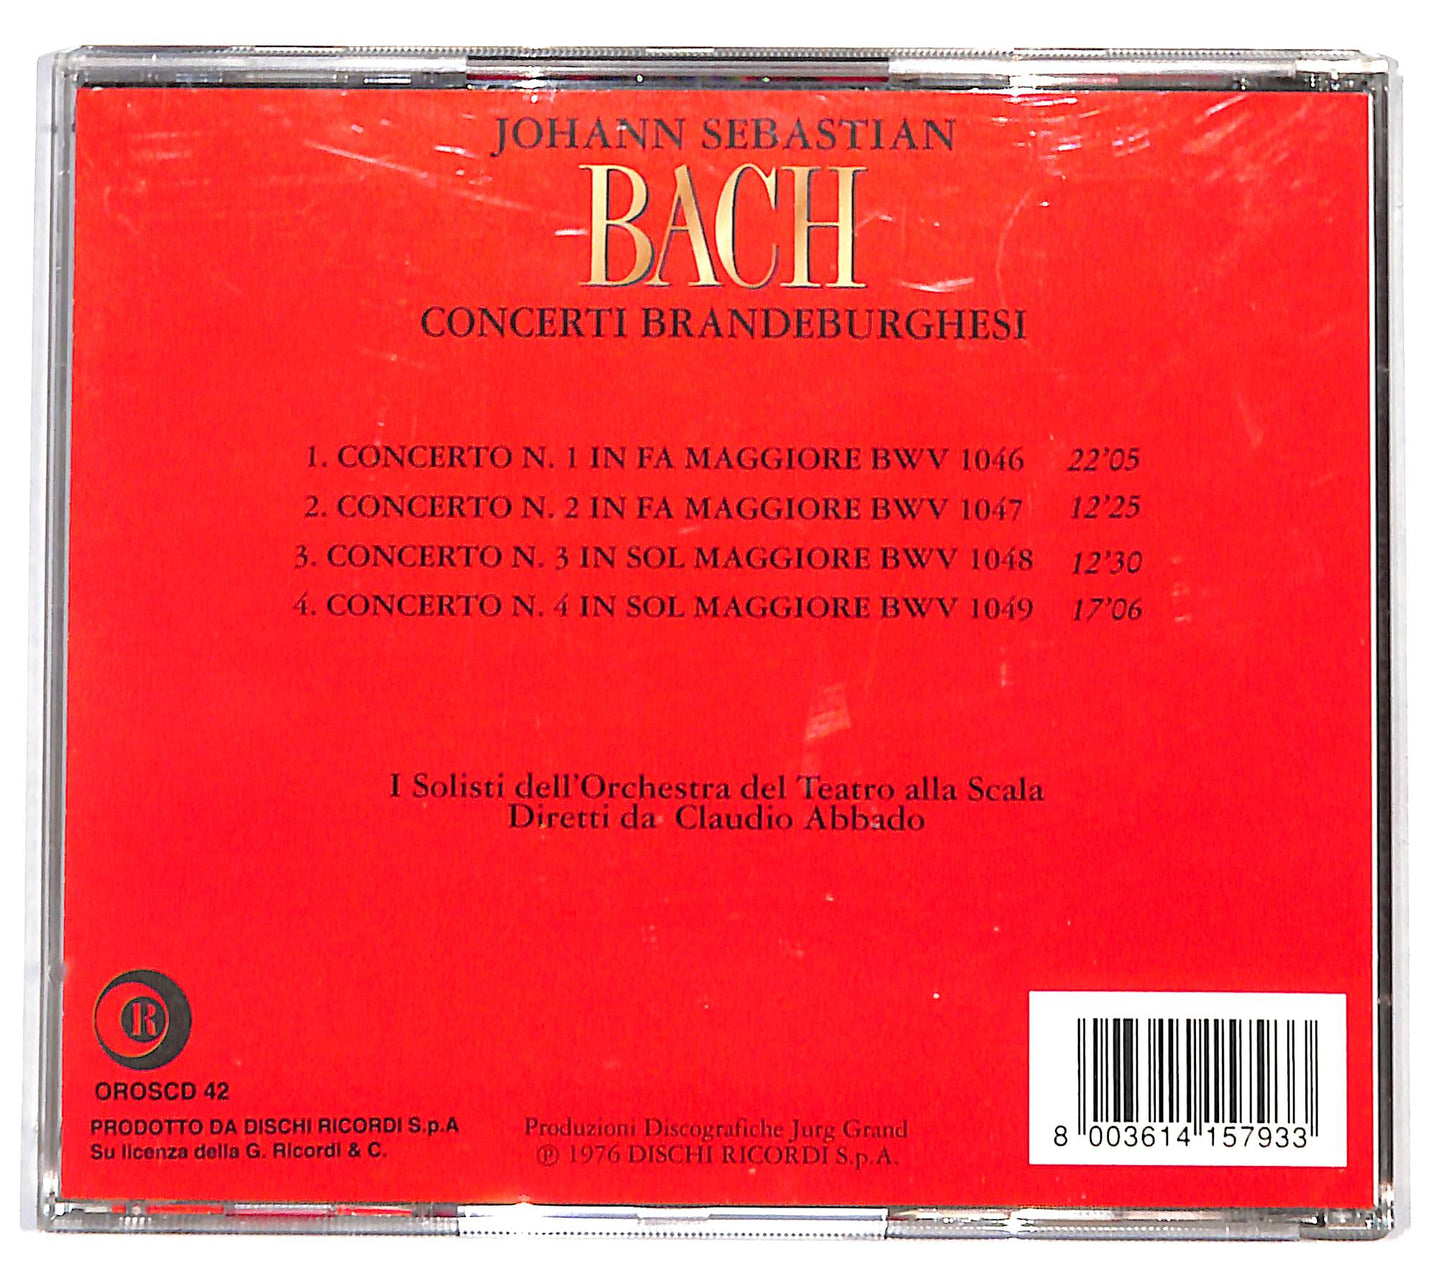 JOHANN SEBASTIAN
BACH
CONCERTI BRANDEBURGHESI
1. CONCERTO N. 1 IN FA MAGGIORE BWV 1046 22'05
2. CONCERTO N. 2 IN FA MAGGIORE BWV 1047 12'25
3. CONCERTO N. 3 IN SOL MAGGIORE BWV 1048 12'30
4. CONCERTO N. 4 IN SOL MAGGIORE BWV 1049 17'06
I Solisti dell'Orchestra del Teatro alla Scala
Diretti da Claudio Abbado
R
OROSCD 42
PRODOTTO DA DISCHI RICORDI S.p.A
Su licenza della G. Ricordi & C.
Produzioni Discografiche Jurg Grand
℗ 1976 DISCHI RICORDI S.p.A.
8 003614 157933